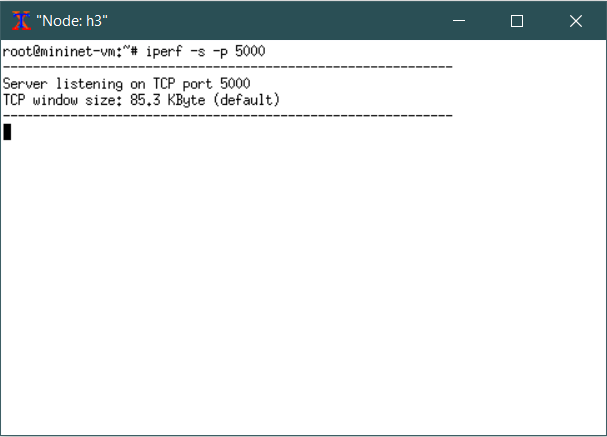 "Node: h3"
root@mininet-vm:~# iperf -s -p 5000
------------------------------------------------------------
Server listening on TCP port 5000
TCP window size: 85.3 KByte (default)
------------------------------------------------------------